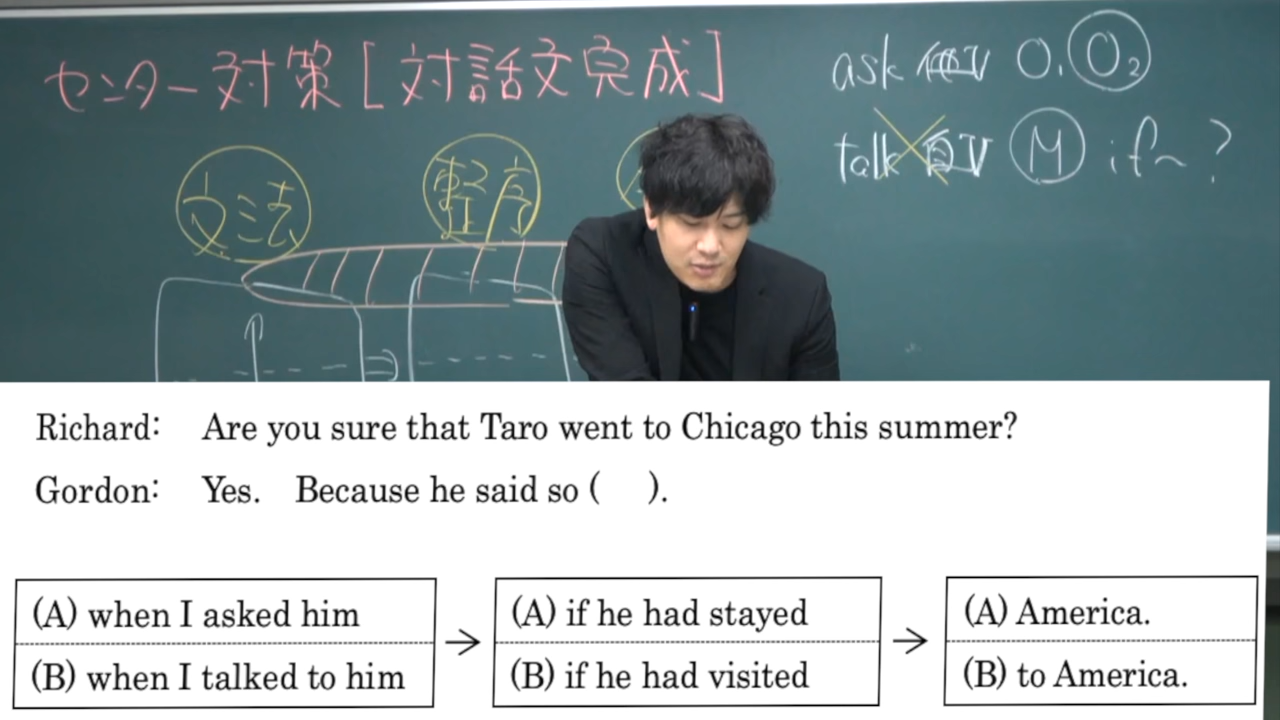 センター対策[対話文完成]
ask 他V O₁ O₂
talk 自V M if~?
文法
語序
Richard: Are you sure that Taro went to Chicago this summer?
Gordon: Yes. Because he said so ( ).
(A) when I asked him
(B) when I talked to him
→
(A) if he had stayed
(B) if he had visited
→
(A) America.
(B) to America.